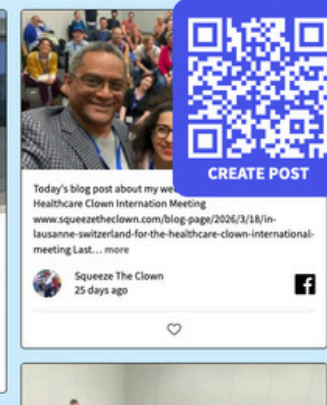 CREATE POST
Today's blog post about my we
Healthcare Clown Internation Meeting
www.squeezetheclown.com/blog-page/2026/3/18/in-
lausanne-switzerland-for-the-healthcare-clown-international-
meeting Last... more
Squeeze The Clown
25 days ago